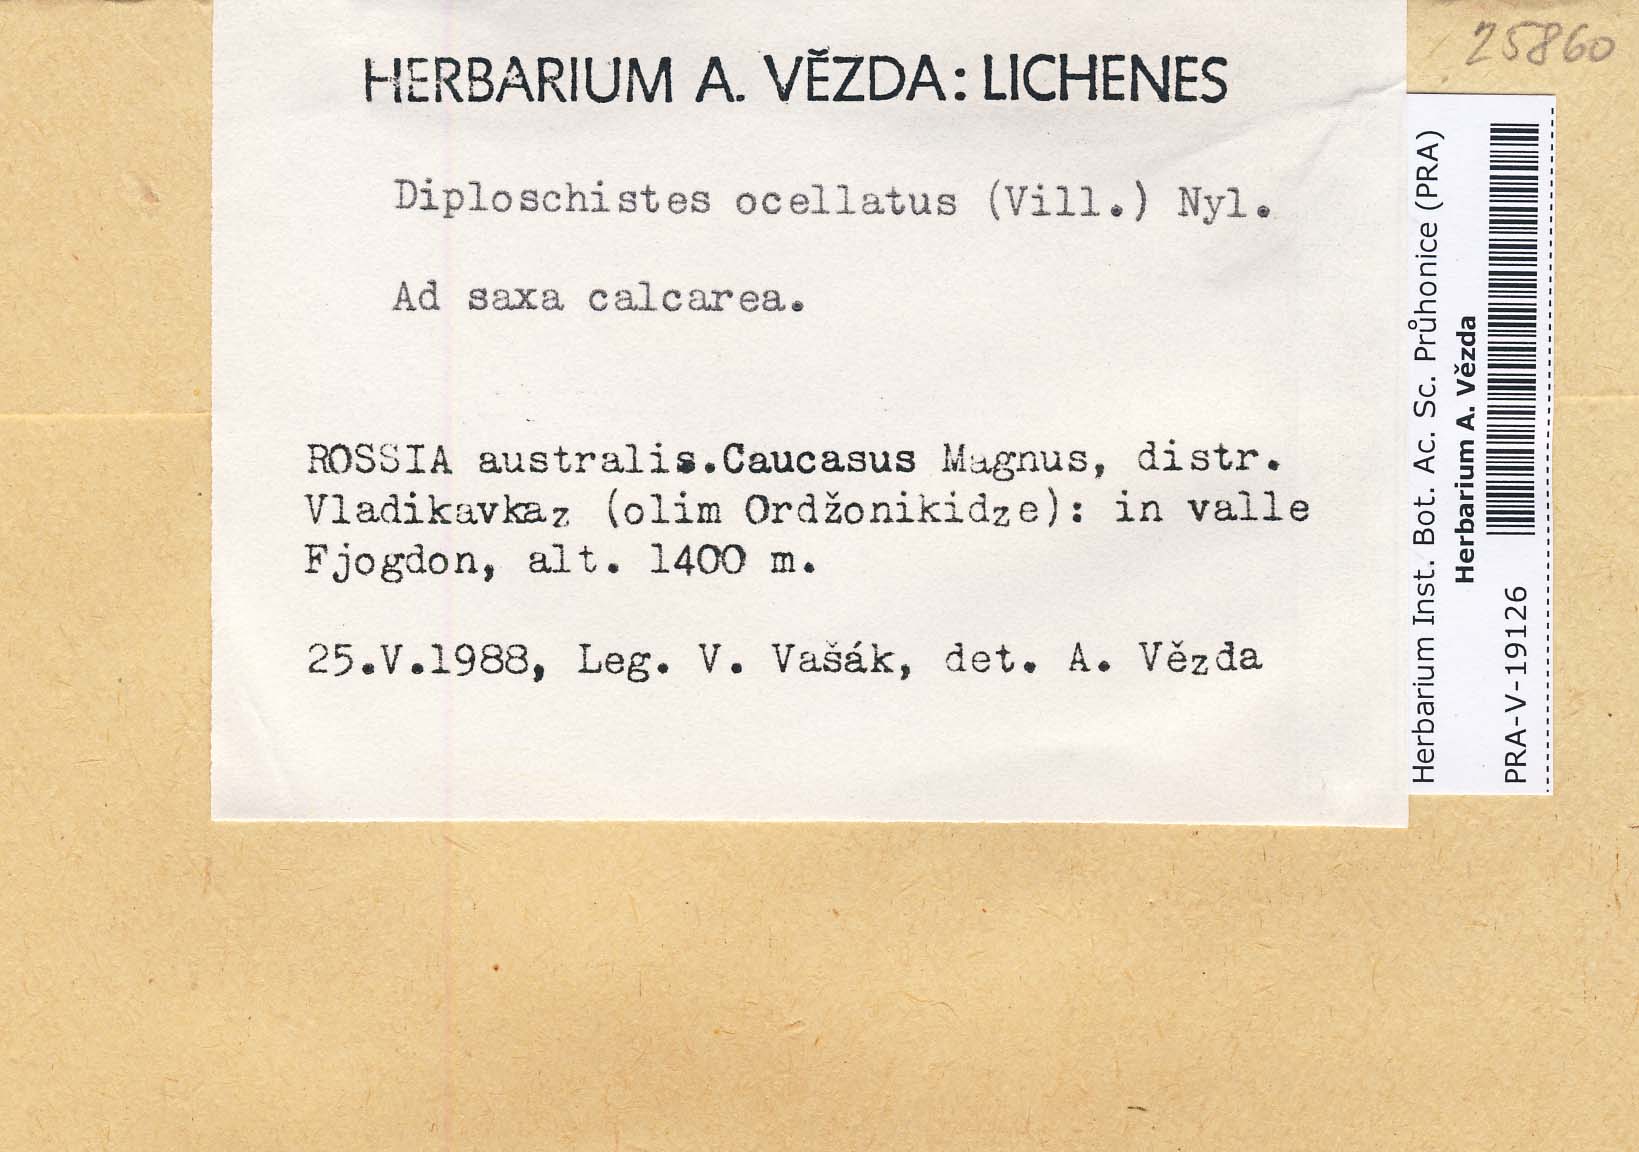 25860
HERBARIUM A. VĚZDA: LICHENES
Diploschistes ocellatus (Vill.) Nyl.
Ad saxa calcarea.
ROSSIA australis.Caucasus Magnus, distr.
Vladikavkaz (olim Ordžonikidze): in valle
Fjogdon, alt. 1400 m.
25.V.1988, Leg. V. Vašák, det. A. Vězda
Herbarium Inst. Bot. Ac. Sc. Průhonice (PRA)
Herbarium A. Vězda
PRA-V-19126